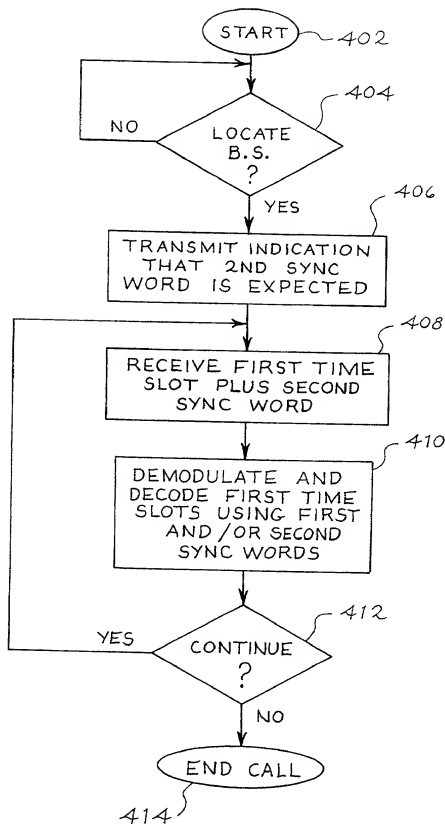 START
402
404
NO
LOCATE
B.S.
?
YES
406
TRANSMIT INDICATION
THAT 2ND SYNC
WORD IS EXPECTED
408
RECEIVE FIRST TIME
SLOT PLUS SECOND
SYNC WORD
410
DEMODULATE AND
DECODE FIRST TIME
SLOTS USING FIRST
AND /OR SECOND
SYNC WORDS
412
YES
CONTINUE
?
NO
END CALL
414